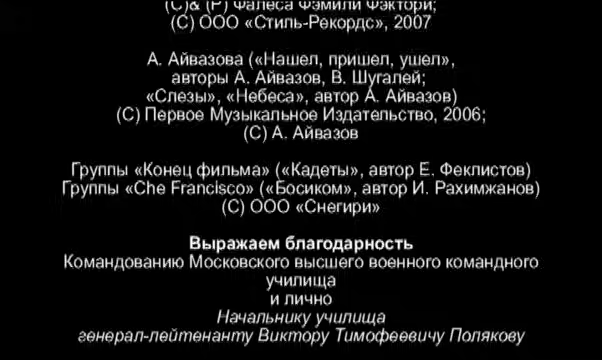 (С)& (Р) Фалеса Фэмили Фэктори;
(С) ООО «Стиль-Рекордс», 2007
А. Айвазова («Нашел, пришел, ушел»,
авторы А. Айвазов, В. Шугалей;
«Слезы», «Небеса», автор А. Айвазов)
(С) Первое Музыкальное Издательство, 2006;
(С) А. Айвазов
Группы «Конец фильма» («Кадеты», автор Е. Феклистов)
Группы «Che Francisco» («Босиком», автор И. Рахимжанов)
(С) ООО «Снегири»
Выражаем благодарность
Командованию Московского высшего военного командного
училища
и лично
Начальнику училища
генерал-лейтенанту Виктору Тимофеевичу Полякову